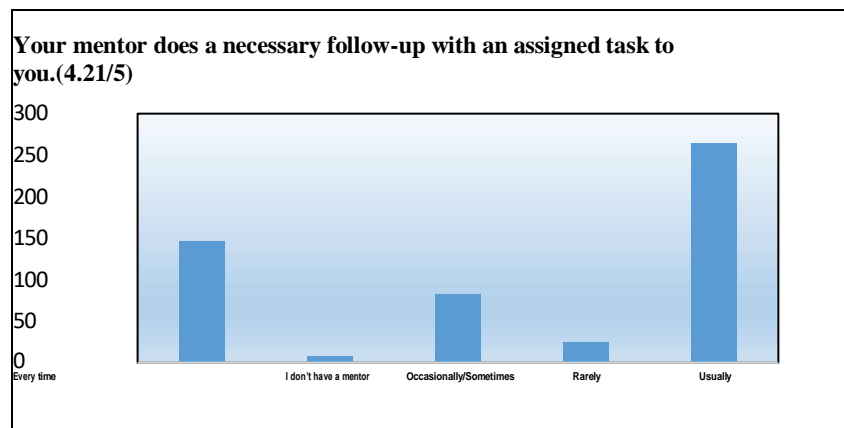 Your mentor does a necessary follow-up with an assigned task to
you.(4.21/5)
300
250
200
150
100
50
0
Every time I don't have a mentor Occasionally/Sometimes Rarely Usually